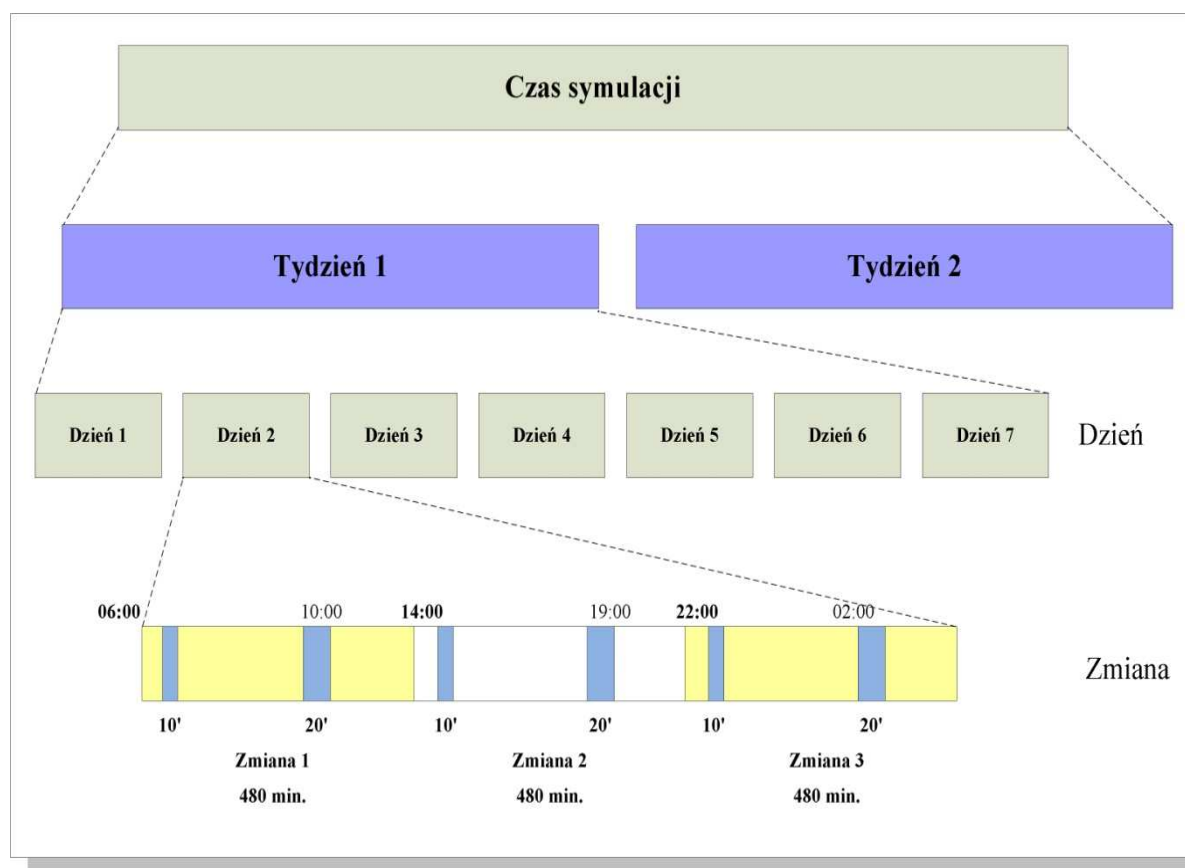 Czas symulacji
Tydzień 1 Tydzień 2
Dzień 1 Dzień 2 Dzień 3 Dzień 4 Dzień 5 Dzień 6 Dzień 7 Dzień
06:00 10:00 14:00 19:00 22:00 02:00
Zmiana
10' 20' 10' 20' 10' 20'
Zmiana 1 Zmiana 2 Zmiana 3
480 min. 480 min. 480 min.